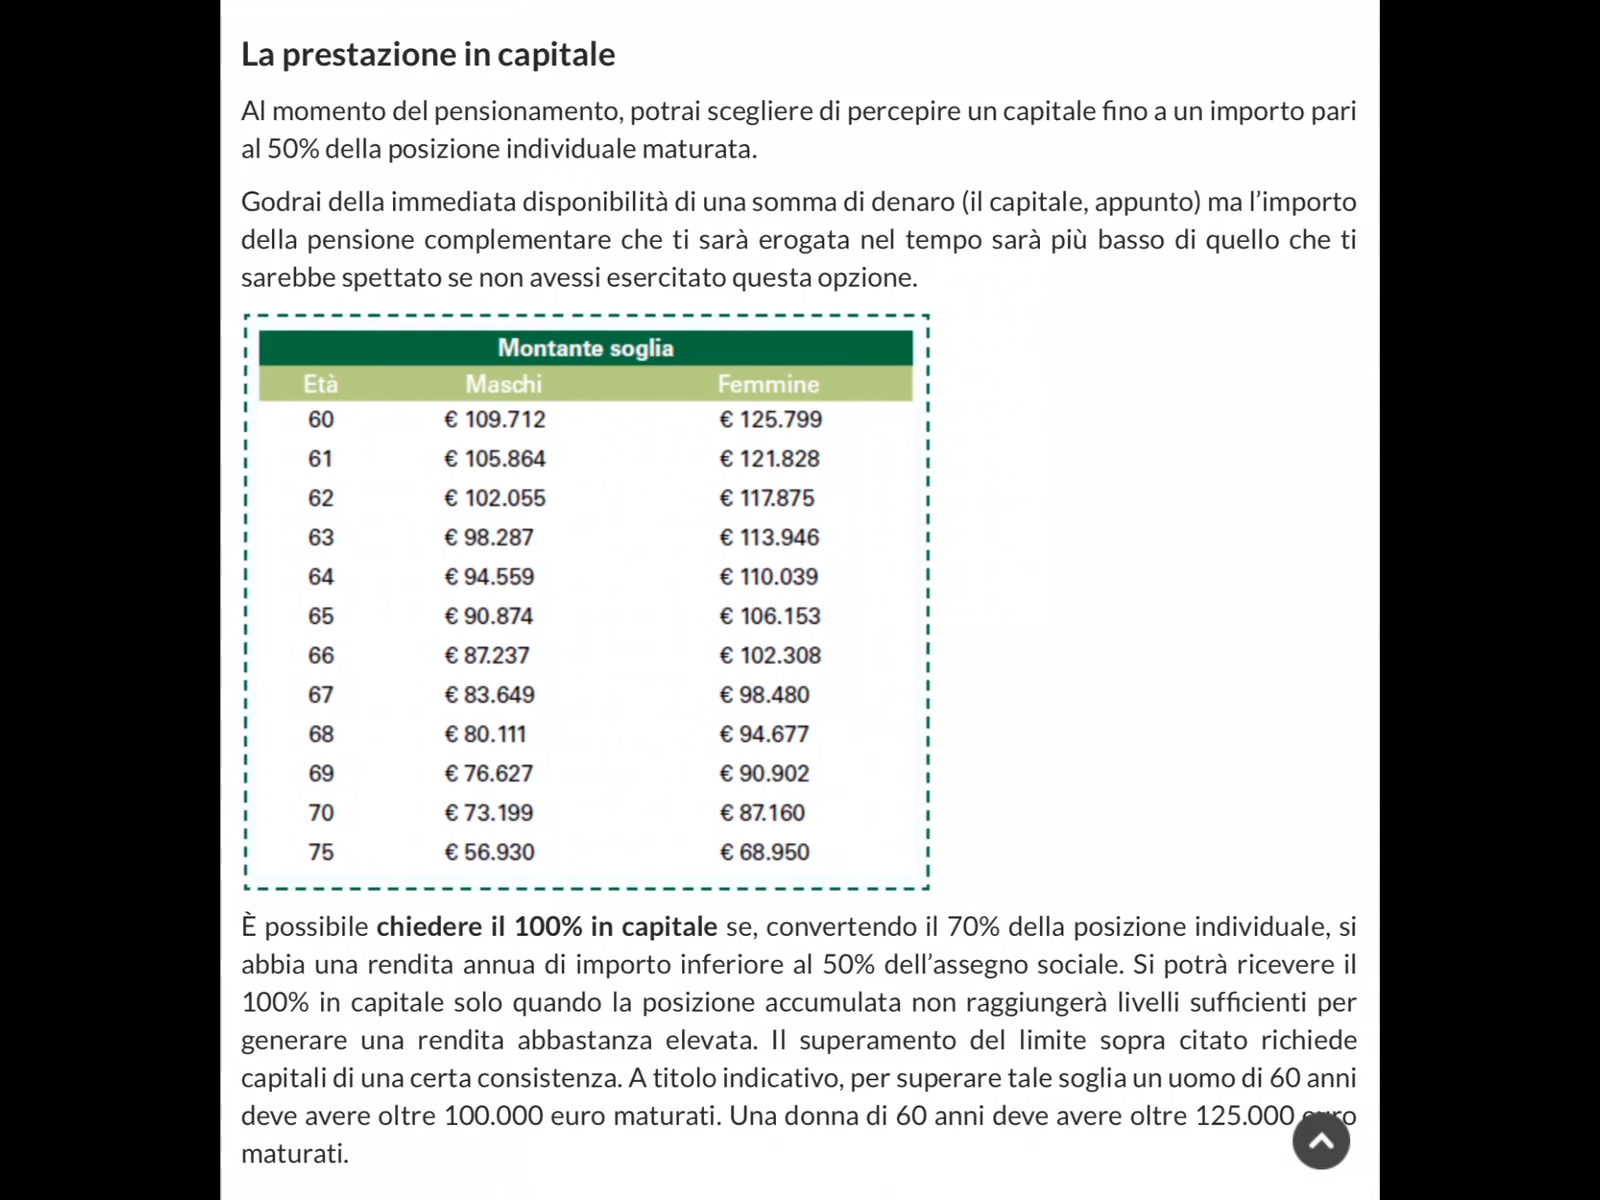 La prestazione in capitale
Al momento del pensionamento, potrai scegliere di percepire un capitale fino a un importo pari
al 50% della posizione individuale maturata.
Godrai della immediata disponibilità di una somma di denaro (il capitale, appunto) ma l’importo
della pensione complementare che ti sarà erogata nel tempo sarà più basso di quello che ti
sarebbe spettato se non avessi esercitato questa opzione.
Montante soglia
Età Maschi Femmine
60 € 109.712 € 125.799
61 € 105.864 € 121.828
62 € 102.055 € 117.875
63 € 98.287 € 113.946
64 € 94.559 € 110.039
65 € 90.874 € 106.153
66 € 87.237 € 102.308
67 € 83.649 € 98.480
68 € 80.111 € 94.677
69 € 76.627 € 90.902
70 € 73.199 € 87.160
75 € 56.930 € 68.950
È possibile chiedere il 100% in capitale se, convertendo il 70% della posizione individuale, si
abbia una rendita annua di importo inferiore al 50% dell’assegno sociale. Si potrà ricevere il
100% in capitale solo quando la posizione accumulata non raggiungerà livelli sufficienti per
generare una rendita abbastanza elevata. Il superamento del limite sopra citato richiede
capitali di una certa consistenza. A titolo indicativo, per superare tale soglia un uomo di 60 anni
deve avere oltre 100.000 euro maturati. Una donna di 60 anni deve avere oltre 125.000 euro
maturati.